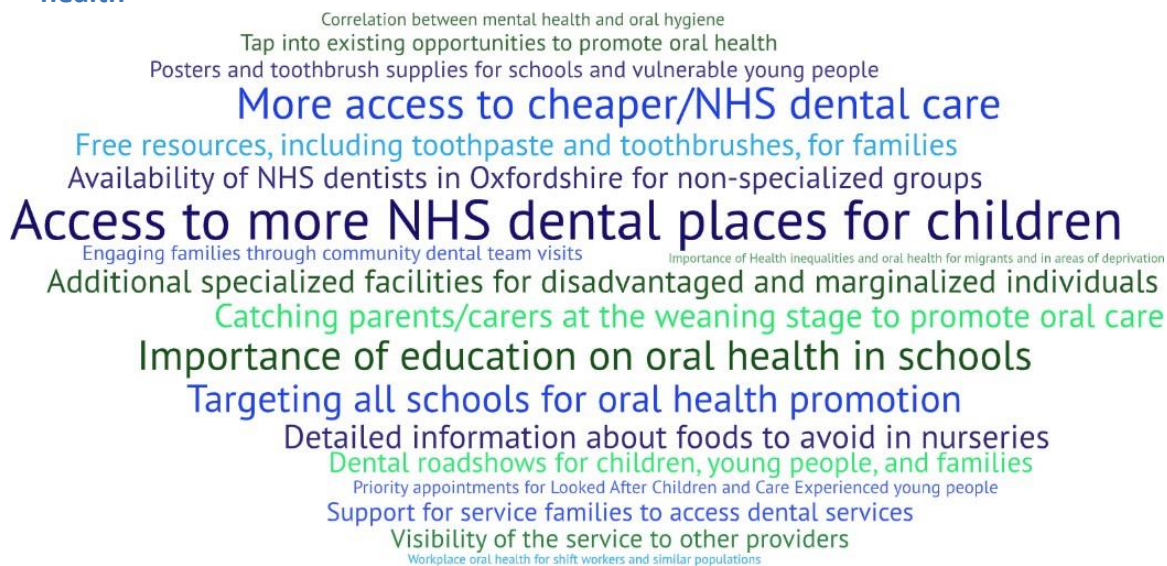 health
Correlation between mental health and oral hygiene
Tap into existing opportunities to promote oral health
Posters and toothbrush supplies for schools and vulnerable young people
More access to cheaper/NHS dental care
Free resources, including toothpaste and toothbrushes, for families
Availability of NHS dentists in Oxfordshire for non-specialized groups
Access to more NHS dental places for children
Engaging families through community dental team visits
Importance of Health inequalities and oral health for migrants and in areas of deprivation
Additional specialized facilities for disadvantaged and marginalized individuals
Catching parents/carers at the weaning stage to promote oral care
Importance of education on oral health in schools
Targeting all schools for oral health promotion
Detailed information about foods to avoid in nurseries
Dental roadshows for children, young people, and families
Priority appointments for Looked After Children and Care Experienced young people
Support for service families to access dental services
Visibility of the service to other providers
Workplace oral health for shift workers and similar populations